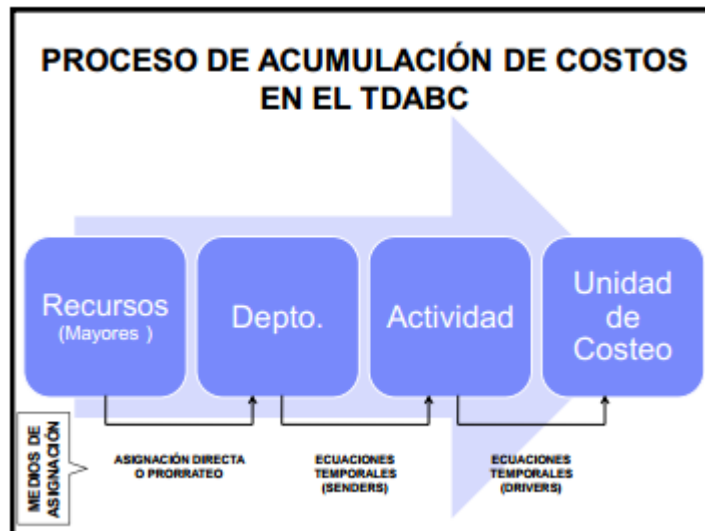 PROCESO DE ACUMULACIÓN DE COSTOS
EN EL TDABC
Recursos
(Mayores )
Depto.
Actividad
Unidad
de
Costeo
MEDIOS DE
ASIGNACIÓN
ASIGNACIÓN DIRECTA
O PRORRATEO
ECUACIONES
TEMPORALES
(SENDERS)
ECUACIONES
TEMPORALES
(DRIVERS)